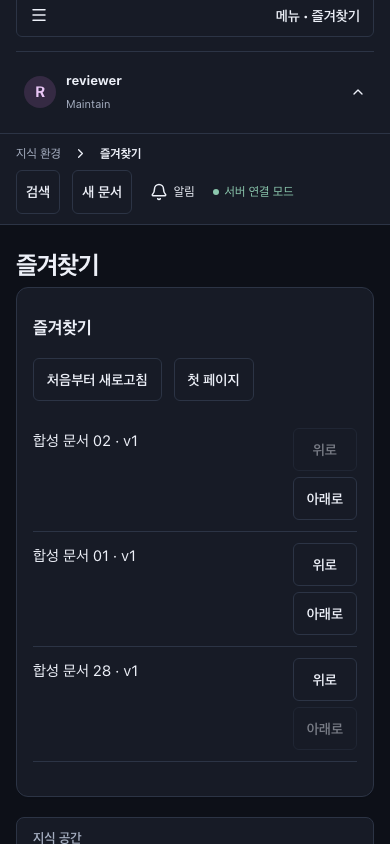 메뉴 • 즐겨찾기
R
reviewer
Maintain
지식 환경 > 즐겨찾기
검색
새 문서
알림
서버 연결 모드
즐겨찾기
즐겨찾기
처음부터 새로고침
첫 페이지
합성 문서 02 · v1
위로
아래로
합성 문서 01 · v1
위로
아래로
합성 문서 28 · v1
위로
아래로
지식 공간